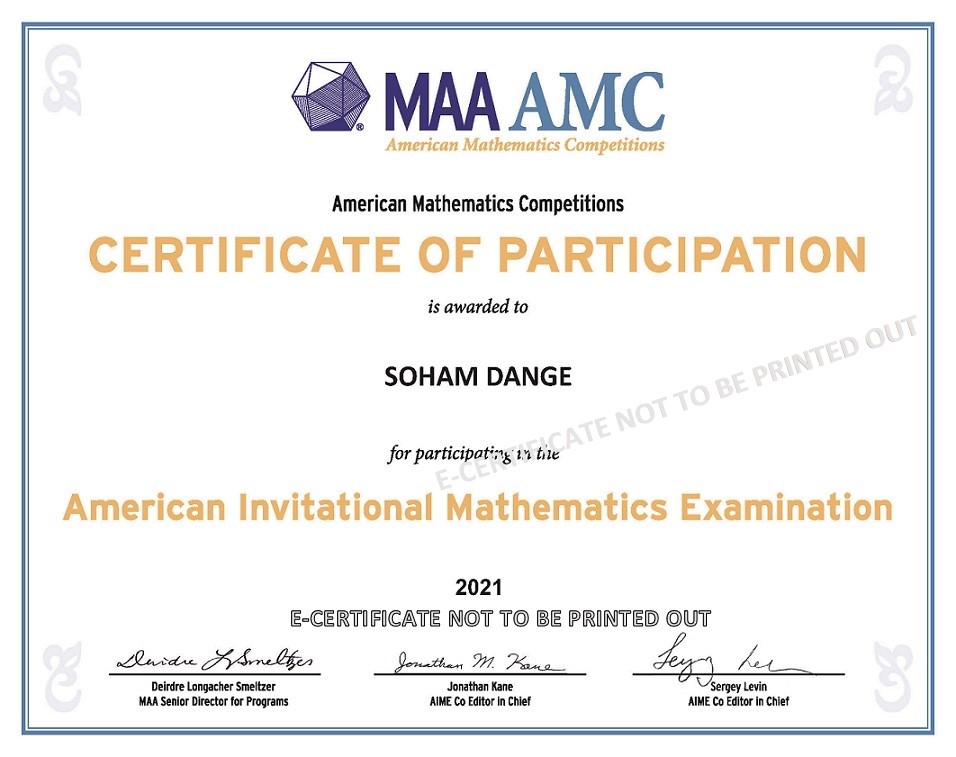 MAA AMC
American Mathematics Competitions
American Mathematics Competitions
CERTIFICATE OF PARTICIPATION
is awarded to
SOHAM DANGE
E-CERTIFICATE NOT TO BE PRINTED OUT
for participating in the
American Invitational Mathematics Examination
2021
E-CERTIFICATE NOT TO BE PRINTED OUT
Deirdre L Smeltzer
Jonathan M. Kane
Deirdre Longacher Smeltzer
MAA Senior Director for Programs
Jonathan Kane
AIME Co Editor in Chief
Sergey Levin
AIME Co Editor in Chief